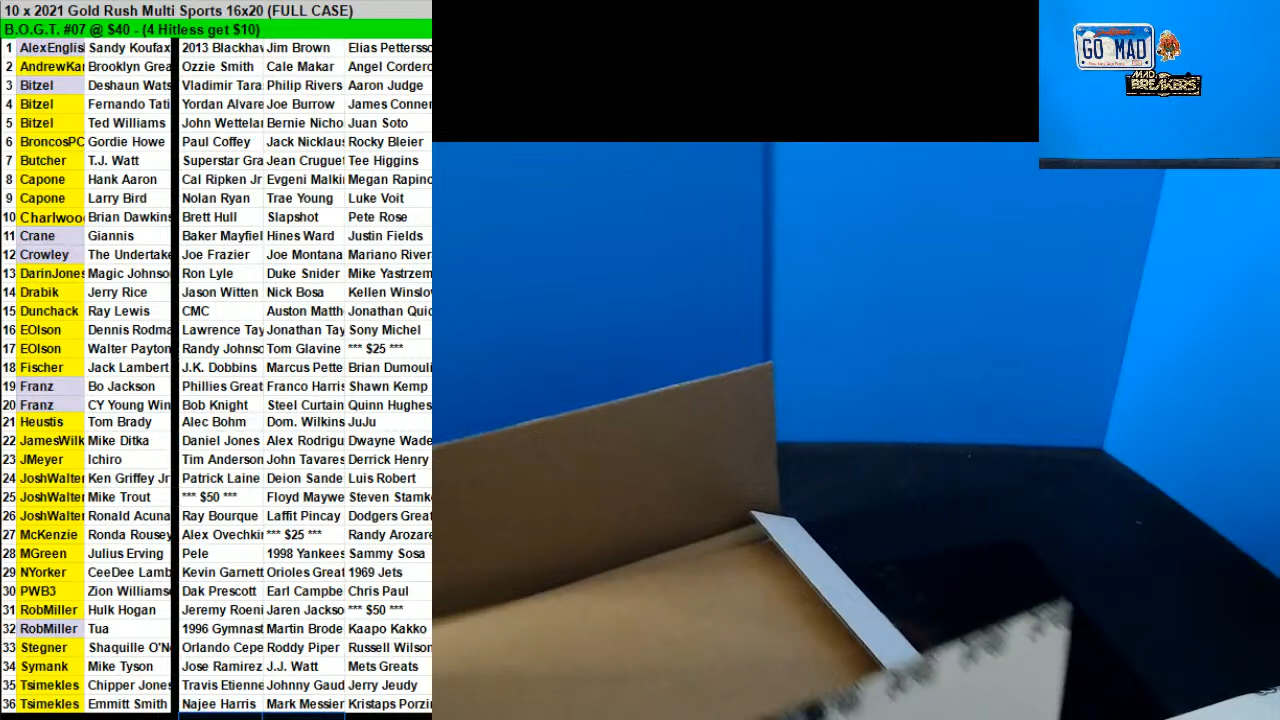 10 x 2021 Gold Rush Multi Sports 16x20 (FULL CASE)
B.O.G.T. #07 @ $40 - (4 Hitless get $10)
1 AlexEnglis Sandy Koufax 2013 Blackhav Jim Brown Elias Pettersso
2 AndrewKar Brooklyn Grea Ozzie Smith Cale Makar Angel Cordero
3 Bitzel Deshaun Wats Vladimir Tara Philip Rivers Aaron Judge
4 Bitzel Fernando Tati Yordan Alvare Joe Burrow James Conner
5 Bitzel Ted Williams John Wettelar Bernie Nicho Juan Soto
6 BroncosPC Gordie Howe Paul Coffey Jack Nicklaus Rocky Bleier
7 Butcher T.J. Watt Superstar Gra Jean Cruguet Tee Higgins
8 Capone Hank Aaron Cal Ripken Jr Evgeni Malkin Megan Rapino
9 Capone Larry Bird Nolan Ryan Trae Young Luke Voit
10 Charlwood Brian Dawkins Brett Hull Slapshot Pete Rose
11 Crane Giannis Baker Mayfiel Hines Ward Justin Fields
12 Crowley The Undertake Joe Frazier Joe Montana Mariano River
13 DarinJones Magic Johnso Ron Lyle Duke Snider Mike Yastrzem
14 Drabik Jerry Rice Jason Witten Nick Bosa Kellen Winslo
15 Dunchack Ray Lewis CMC Auston Matth Jonathan Quic
16 EOlson Dennis Rodma Lawrence Tay Jonathan Tay Sony Michel
17 EOlson Walter Payton Randy Johnso Tom Glavine *** $25 ***
18 Fischer Jack Lambert J.K. Dobbins Marcus Pette Brian Dumouli
19 Franz Bo Jackson Phillies Great Franco Harris Shawn Kemp
20 Franz CY Young Win Bob Knight Steel Curtain Quinn Hughes
21 Heustis Tom Brady Alec Bohm Dom. Wilkins JuJu
22 JamesWilk Mike Ditka Daniel Jones Alex Rodrigu Dwayne Wade
23 JMeyer Ichiro Tim Anderson John Tavares Derrick Henry
24 JoshWalter Ken Griffey Jr Patrick Laine Deion Sande Luis Robert
25 JoshWalter Mike Trout *** $50 *** Floyd Maywe Steven Stamk
26 JoshWalter Ronald Acuna Ray Bourque Laffit Pincay Dodgers Great
27 McKenzie Ronda Rousey Alex Ovechkin *** $25 *** Randy Arozare
28 MGreen Julius Erving Pele 1998 Yankees Sammy Sosa
29 NYorker CeeDee Lamb Kevin Garnett Orioles Great 1969 Jets
30 PWB3 Zion Williams Dak Prescott Earl Campbe Chris Paul
31 RobMiller Hulk Hogan Jeremy Roeni Jaren Jackso *** $50 ***
32 RobMiller Tua 1996 Gymnast Martin Brode Kaapo Kakko
33 Stegner Shaquille O'N Orlando Cepe Roddy Piper Russell Wilson
34 Symank Mike Tyson Jose Ramirez J.J. Watt Mets Greats
35 Tsimekles Chipper Jones Travis Etienne Johnny Gaud Jerry Jeudy
36 Tsimekles Emmitt Smith Najee Harris Mark Messier Kristaps Porzin
GO MAD
MAD
BREAKERS